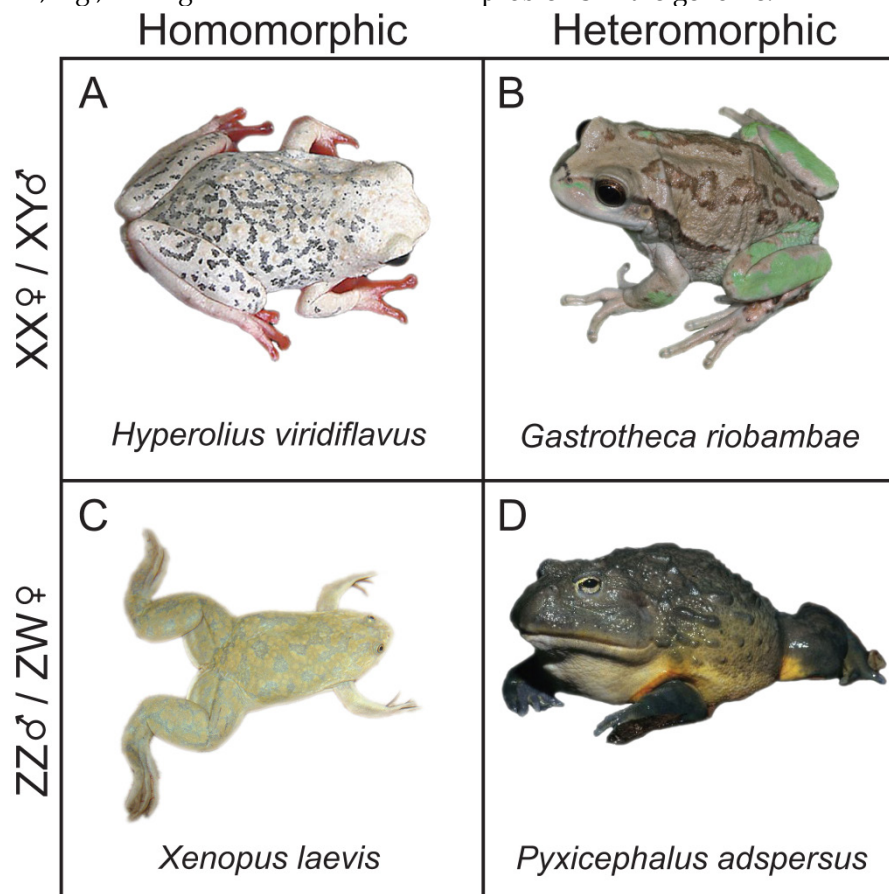 Homomorphic
Heteromorphic
XX♀ / XY♂
A
B
Hyperolius viridiflavus
Gastrotheca riobambae
ZZ♂ / ZW♀
C
D
Xenopus laevis
Pyxicephalus adspersus